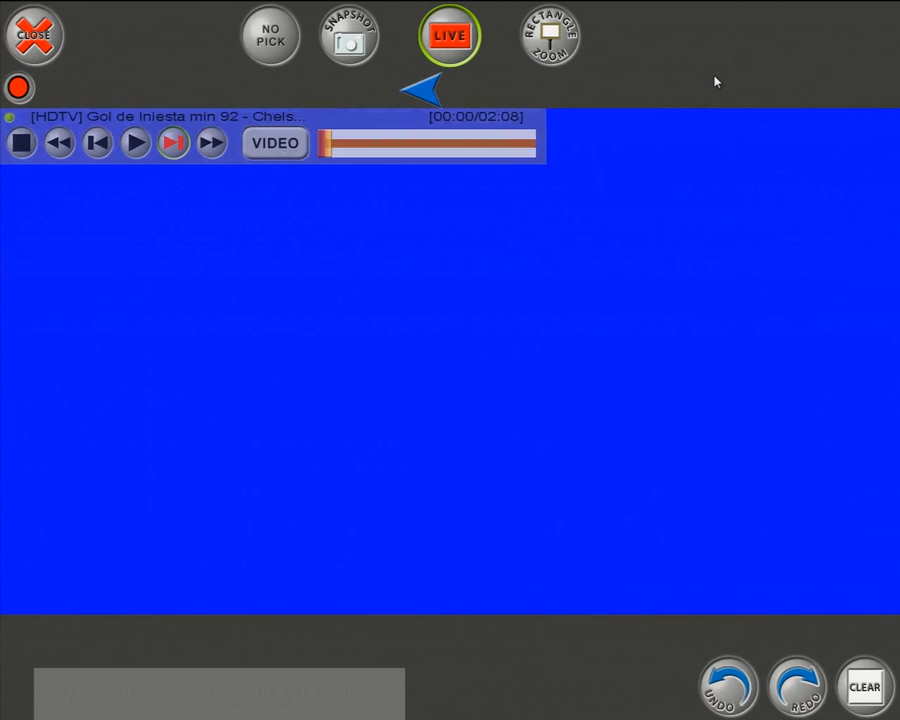 CLOSE
NO
PICK
SNAPSHOT
LIVE
RECTANGLE
ZOOM
[HDTV] Gol de Iniesta min 92 - Chels... [00:00/02:08]
VIDEO
UNDO
REDO
CLEAR